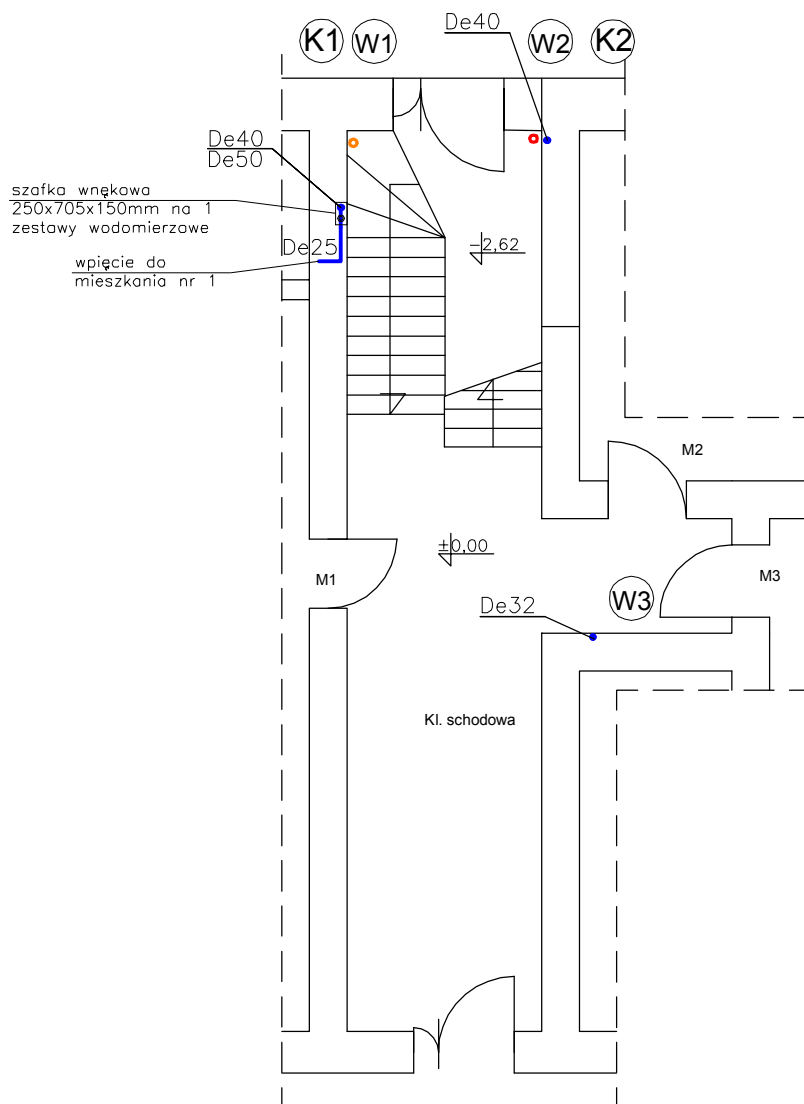 De40
K1
W1
W2
K2
De40
De50
szafka wnękowa
250x705x150mm na 1
zestawy wodomierzowe
De25
wpięcie do
mieszkania nr 1
-2,62
M2
±0,00
M1
M3
W3
De32
Kl. schodowa